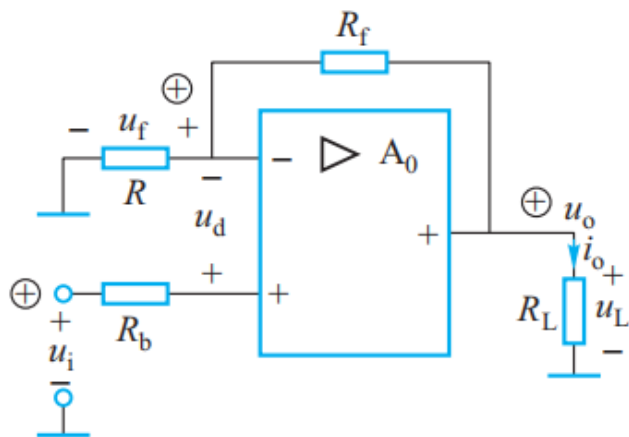 R_f
⊕
− u_f +
− ▷ A_0
R −
u_d
⊕ u_o
+
i_o
+ +
⊕
+ R_b
R_L u_L
u_i
−
−